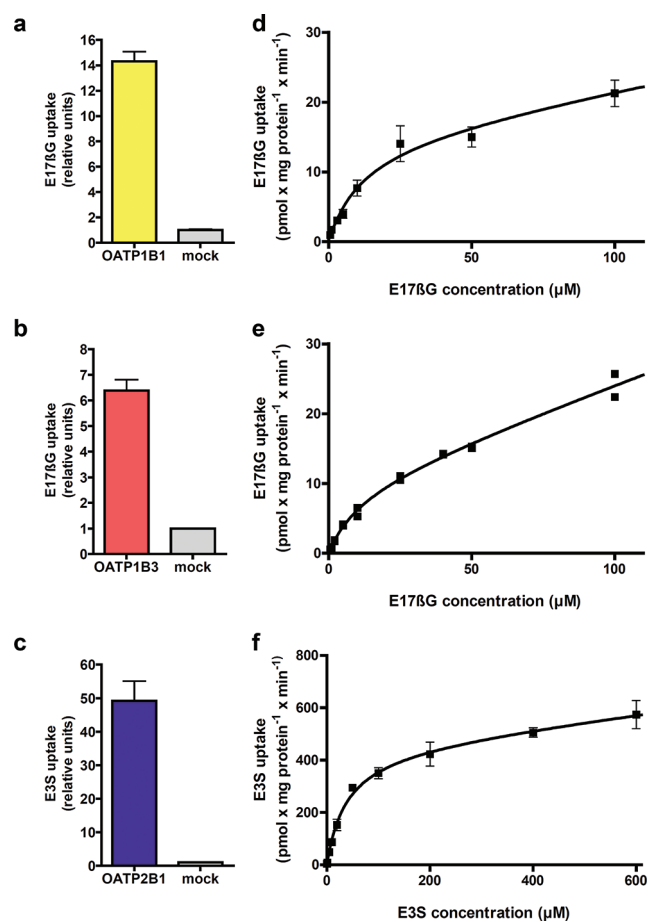 a
E17ßG uptake
(relative units)
16
14
12
10
8
6
4
2
0
OATP1B1 mock
d
E17ßG uptake
(pmol x mg protein⁻¹ x min⁻¹)
30
20
10
0
0 50 100
E17ßG concentration (µM)
b
E17ßG uptake
(relative units)
8
7
6
5
4
3
2
1
0
OATP1B3 mock
e
E17ßG uptake
(pmol x mg protein⁻¹ x min⁻¹)
30
20
10
0
0 50 100
E17ßG concentration (µM)
c
E3S uptake
(relative units)
60
50
40
30
20
10
0
OATP2B1 mock
f
E3S uptake
(pmol x mg protein⁻¹ x min⁻¹)
800
600
400
200
0
0 200 400 600
E3S concentration (µM)